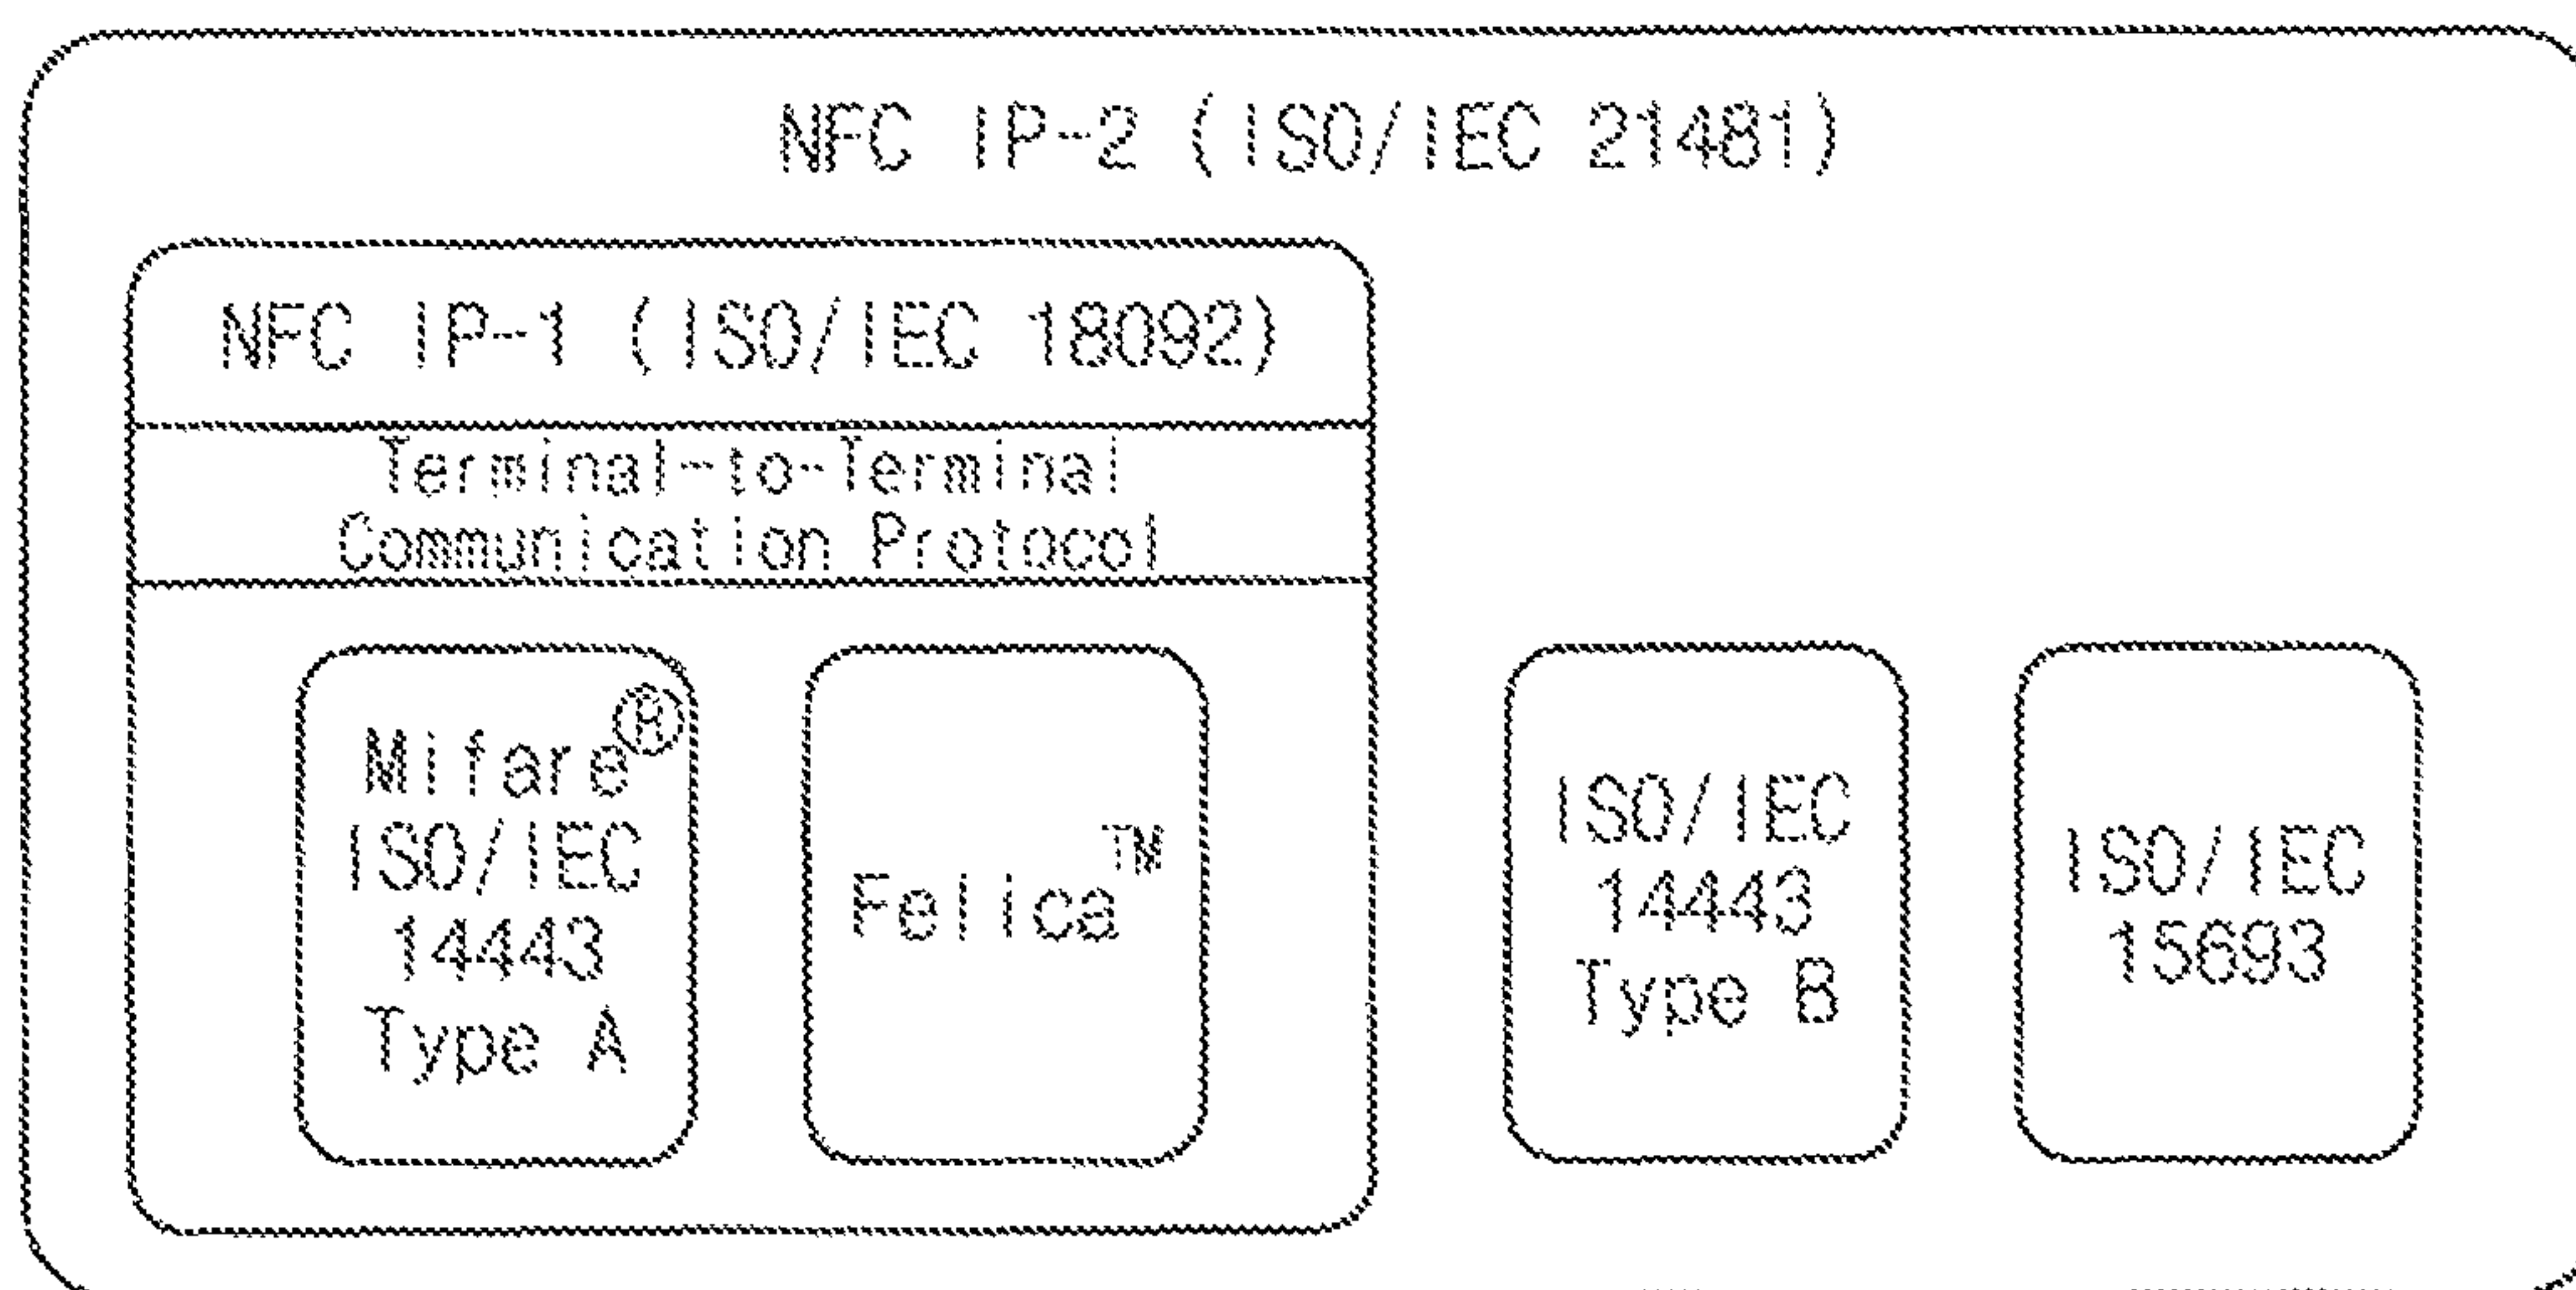 NFC IP-2 (ISO/IEC 21481)
NFC IP-1 (ISO/IEC 18092)
Terminal-to-Terminal
Communication Protocol
Mifare®
ISO/IEC
14443
Type A
Felica™
ISO/IEC
14443
Type B
ISO/IEC
15693